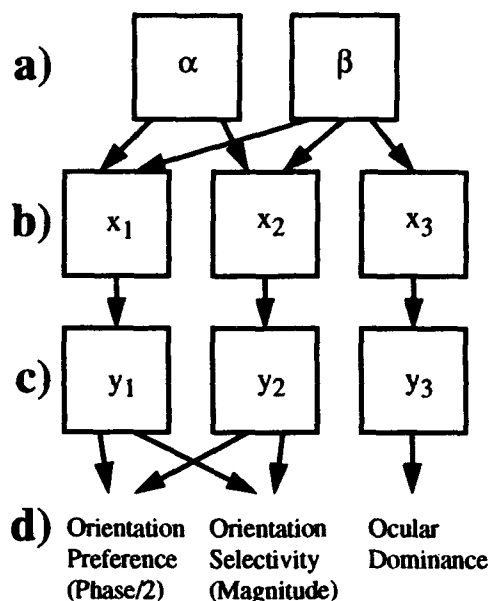 a) α β
b) x1 x2 x3
c) y1 y2 y3
d) Orientation Orientation Ocular
Preference Selectivity Dominance
(Phase/2) (Magnitude)